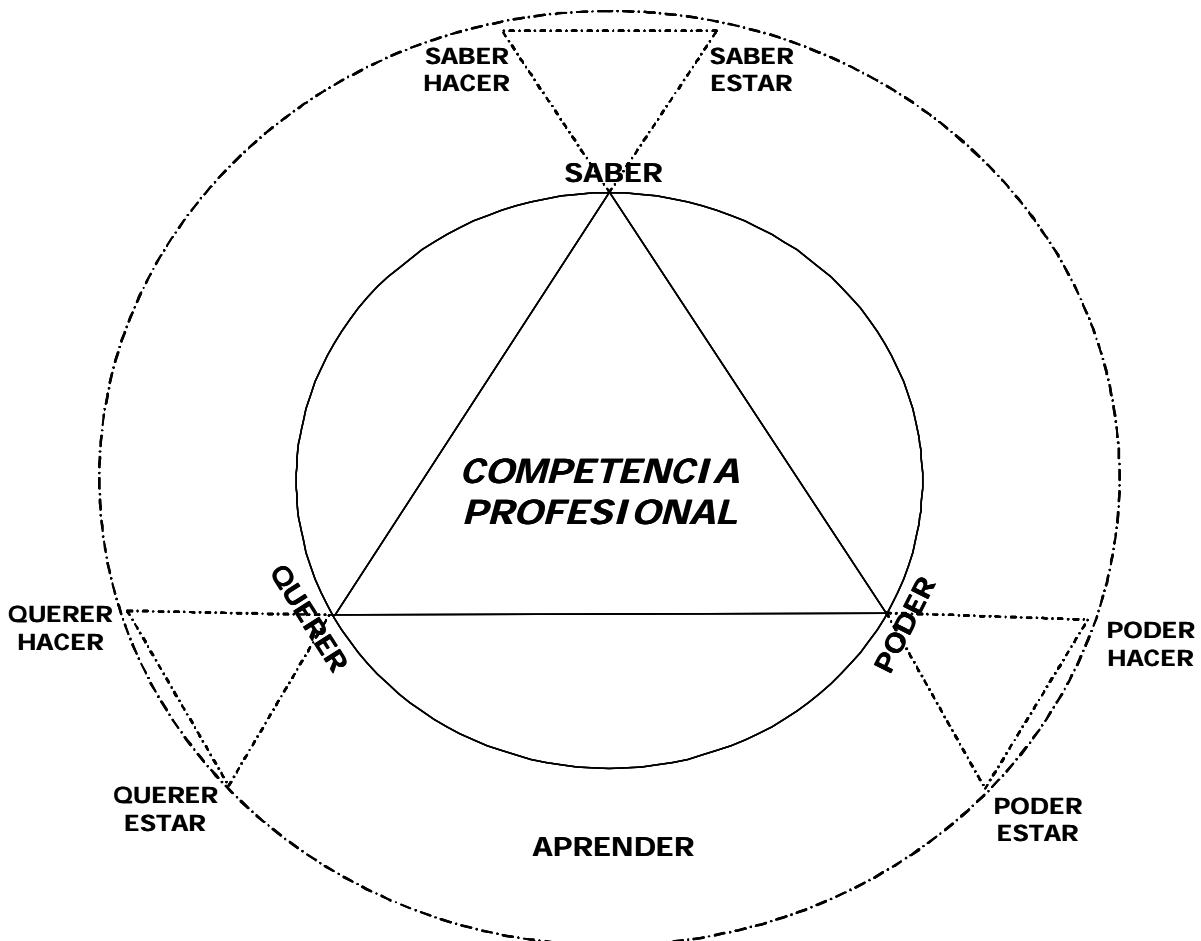 SABER
HACER
SABER
ESTAR
SABER
COMPETENCIA
PROFESIONAL
QUERER
PODER
QUERER
HACER
PODER
HACER
QUERER
ESTAR
PODER
ESTAR
APRENDER